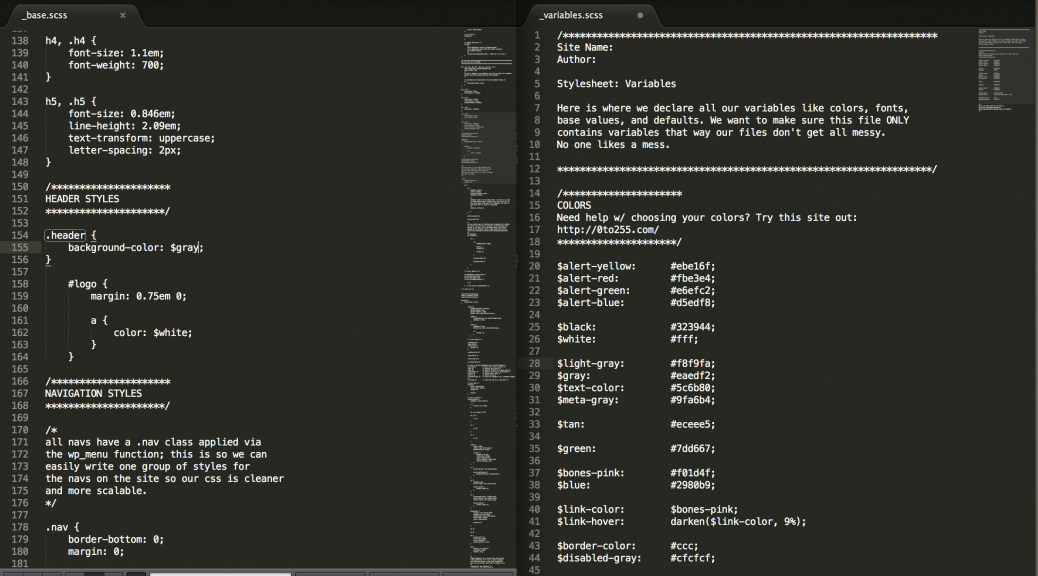 _base.scss
138 h4, .h4 {
139 font-size: 1.1em;
140 font-weight: 700;
141 }
142
143 h5, .h5 {
144 font-size: 0.846em;
145 line-height: 2.09em;
146 text-transform: uppercase;
147 letter-spacing: 2px;
148 }
149
150 /*********************
151 HEADER STYLES
152 *********************/
153
154 .header {
155 background-color: $gray;
156 }
157
158 #logo {
159 margin: 0.75em 0;
160
161 a {
162 color: $white;
163 }
164 }
165
166 /*********************
167 NAVIGATION STYLES
168 *********************/
169
170 /*
171 all navs have a .nav class applied via
172 the wp_menu function; this is so we can
173 easily write one group of styles for
174 the navs on the site so our css is cleaner
175 and more scalable.
176 */
177
178 .nav {
179 border-bottom: 0;
180 margin: 0;
181
_variables.scss
1 /******************************************************************
2 Site Name:
3 Author:
4
5 Stylesheet: Variables
6
7 Here is where we declare all our variables like colors, fonts,
8 base values, and defaults. We want to make sure this file ONLY
9 contains variables that way our files don't get all messy.
10 No one likes a mess.
11
12 ******************************************************************/
13
14 /*********************
15 COLORS
16 Need help w/ choosing your colors? Try this site out:
17 http://0to255.com/
18 *********************/
19
20 $alert-yellow: #ebe16f;
21 $alert-red: #fbe3e4;
22 $alert-green: #e6efc2;
23 $alert-blue: #d5edf8;
24
25 $black: #323944;
26 $white: #fff;
27
28 $light-gray: #f8f9fa;
29 $gray: #eaedf2;
30 $text-color: #5c6b80;
31 $meta-gray: #9fa6b4;
32
33 $tan: #eceee5;
34
35 $green: #7dd667;
36
37 $bones-pink: #f01d4f;
38 $blue: #2980b9;
39
40 $link-color: $bones-pink;
41 $link-hover: darken($link-color, 9%);
42
43 $border-color: #ccc;
44 $disabled-gray: #cfcfcf;
45